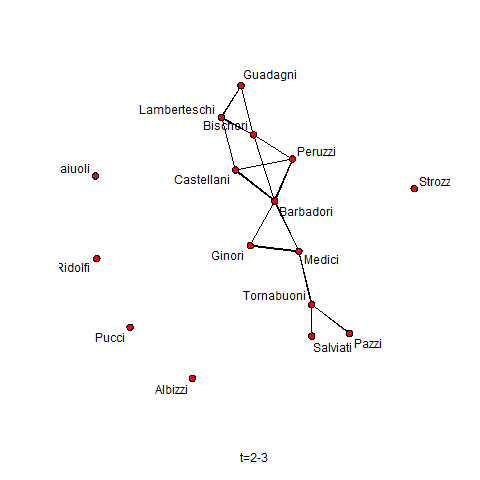 Guadagni
Lamberteschi
Bischeri
Peruzzi
aiuoli
Castellani
Strozz
Barbadori
Ginori
Medici
Ridolfi
Tornabuoni
Pucci
Salviati
Pazzi
Albizzi
t=2-3